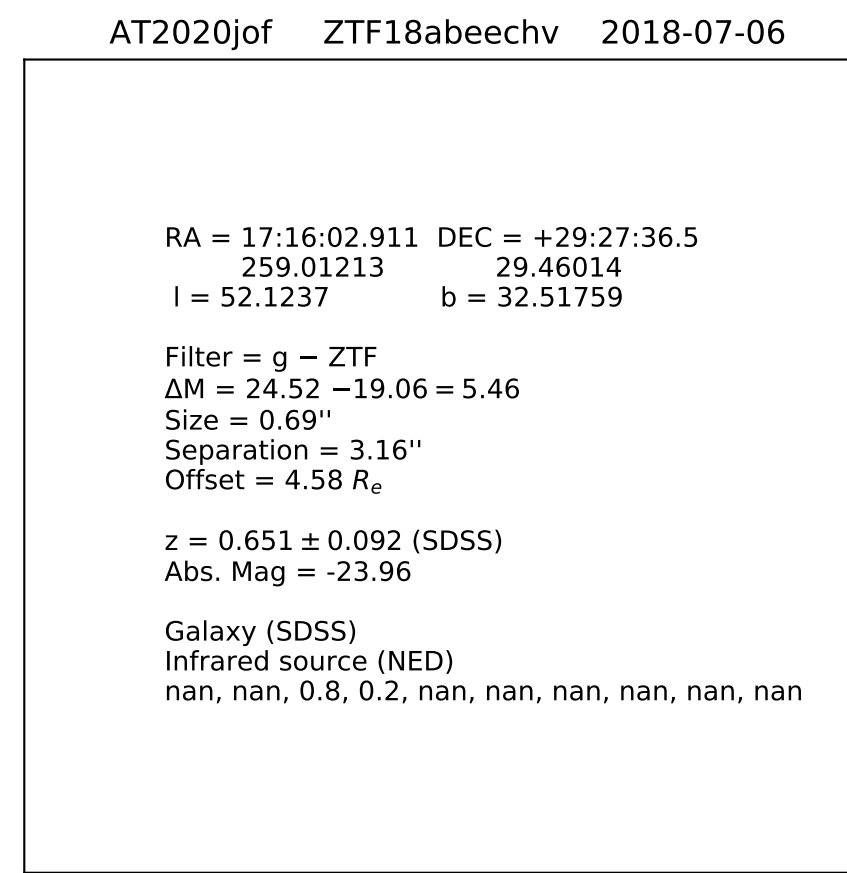 AT2020jof ZTF18abeechv 2018-07-06
RA = 17:16:02.911 DEC = +29:27:36.5
259.01213 29.46014
l = 52.1237 b = 32.51759
Filter = g − ZTF
ΔM = 24.52 −19.06 = 5.46
Size = 0.69''
Separation = 3.16''
Offset = 4.58 Re
z = 0.651 ± 0.092 (SDSS)
Abs. Mag = -23.96
Galaxy (SDSS)
Infrared source (NED)
nan, nan, 0.8, 0.2, nan, nan, nan, nan, nan, nan